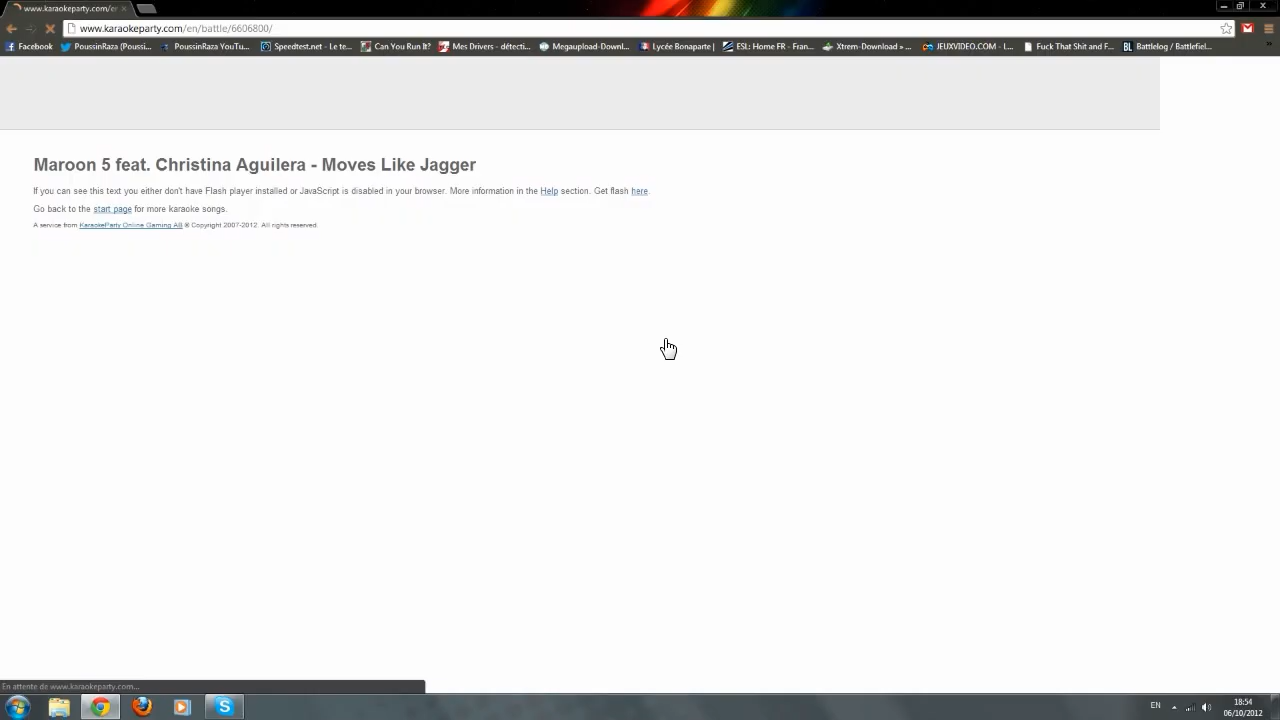 www.karaokeparty.com/en
www.karaokeparty.com/en/battle/6606800/
Facebook
PoussinRaza (Poussi...
PoussinRaza YouTu...
Speedtest.net - Le te...
Can You Run It?
Mes Drivers - détecti...
Megaupload-Downl...
Lycée Bonaparte |
ESL: Home FR - Fran...
Xtrem-Download » ...
JEUXVIDEO.COM - L...
Fuck That Shit and F...
BL Battlelog / Battlefiel...
Maroon 5 feat. Christina Aguilera - Moves Like Jagger
If you can see this text you either don't have Flash player installed or JavaScript is disabled in your browser. More information in the Help section. Get flash here.
Go back to the start page for more karaoke songs.
A service from KaraokeParty Online Gaming AB © Copyright 2007-2012. All rights reserved.
En attente de www.karaokeparty.com...
EN
18:54
06/10/2012